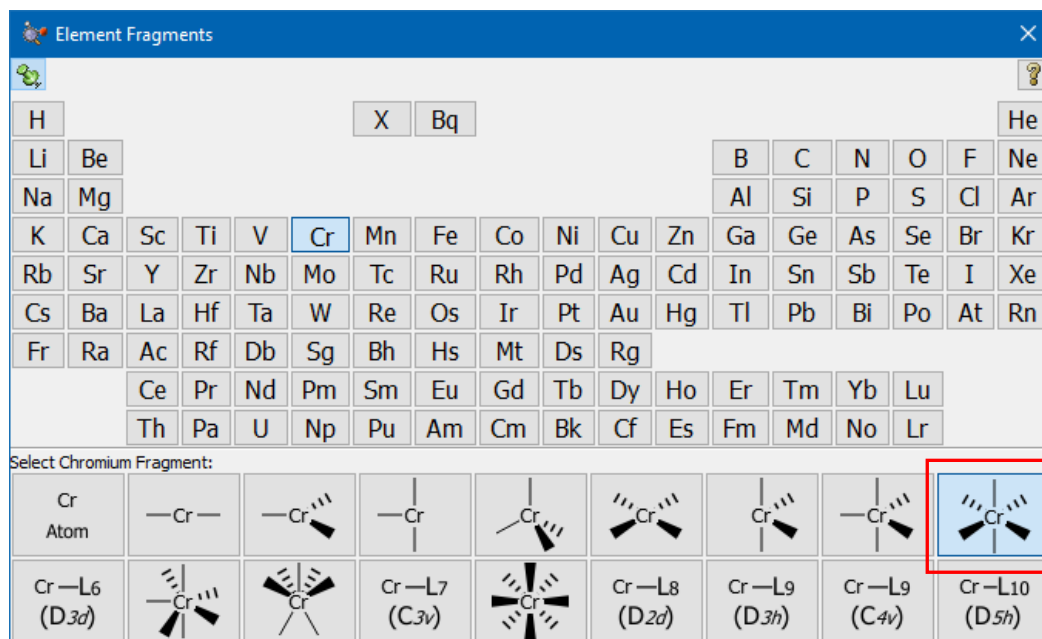 Element Fragments
H X Bq He
Li Be B C N O F Ne
Na Mg Al Si P S Cl Ar
K Ca Sc Ti V Cr Mn Fe Co Ni Cu Zn Ga Ge As Se Br Kr
Rb Sr Y Zr Nb Mo Tc Ru Rh Pd Ag Cd In Sn Sb Te I Xe
Cs Ba La Hf Ta W Re Os Ir Pt Au Hg Tl Pb Bi Po At Rn
Fr Ra Ac Rf Db Sg Bh Hs Mt Ds Rg
Ce Pr Nd Pm Sm Eu Gd Tb Dy Ho Er Tm Yb Lu
Th Pa U Np Pu Am Cm Bk Cf Es Fm Md No Lr
Select Chromium Fragment:
Cr Cr Cr Cr Cr Cr Cr Cr Cr
Atom
Cr—L6 Cr Cr Cr—L7 Cr Cr—L8 Cr—L9 Cr—L9 Cr—L10
(D3d) (C3v) (D2d) (D3h) (C4v) (D5h)